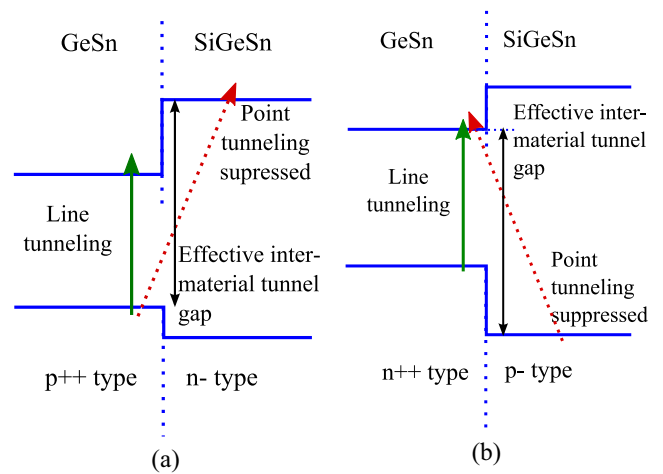 GeSn
SiGeSn
Point
tunneling
supressed
Line
tunneling
Effective inter-
material tunnel
gap
p++ type
n- type
(a)
GeSn
SiGeSn
Effective inter-
material tunnel
gap
Line
tunneling
Point
tunneling
suppressed
n++ type
p- type
(b)